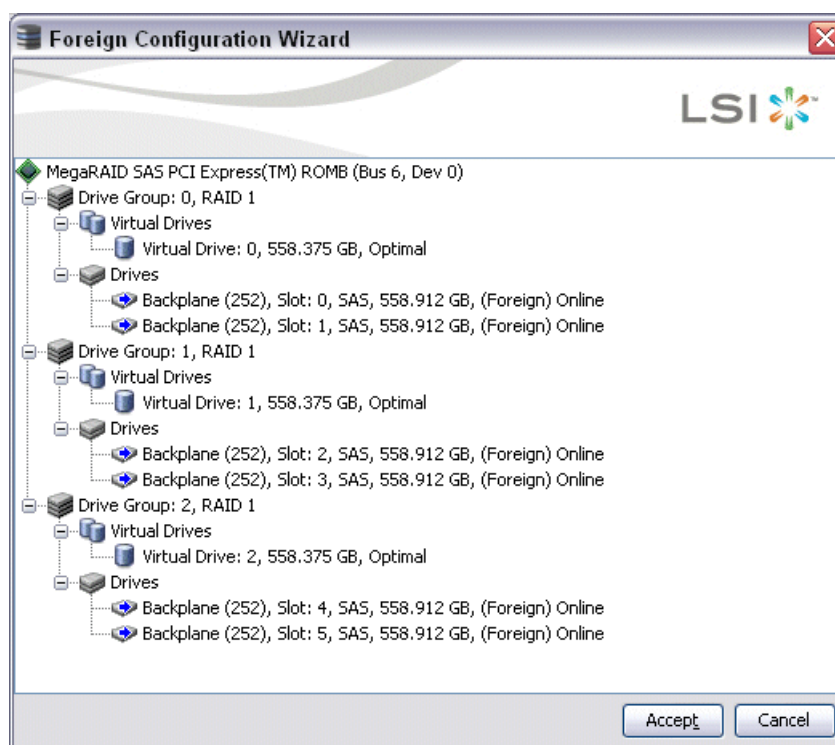 Foreign Configuration Wizard
LSI™
MegaRAID SAS PCI Express(TM) ROMB (Bus 6, Dev 0)
Drive Group: 0, RAID 1
Virtual Drives
Virtual Drive: 0, 558.375 GB, Optimal
Drives
Backplane (252), Slot: 0, SAS, 558.912 GB, (Foreign) Online
Backplane (252), Slot: 1, SAS, 558.912 GB, (Foreign) Online
Drive Group: 1, RAID 1
Virtual Drives
Virtual Drive: 1, 558.375 GB, Optimal
Drives
Backplane (252), Slot: 2, SAS, 558.912 GB, (Foreign) Online
Backplane (252), Slot: 3, SAS, 558.912 GB, (Foreign) Online
Drive Group: 2, RAID 1
Virtual Drives
Virtual Drive: 2, 558.375 GB, Optimal
Drives
Backplane (252), Slot: 4, SAS, 558.912 GB, (Foreign) Online
Backplane (252), Slot: 5, SAS, 558.912 GB, (Foreign) Online
Accept Cancel